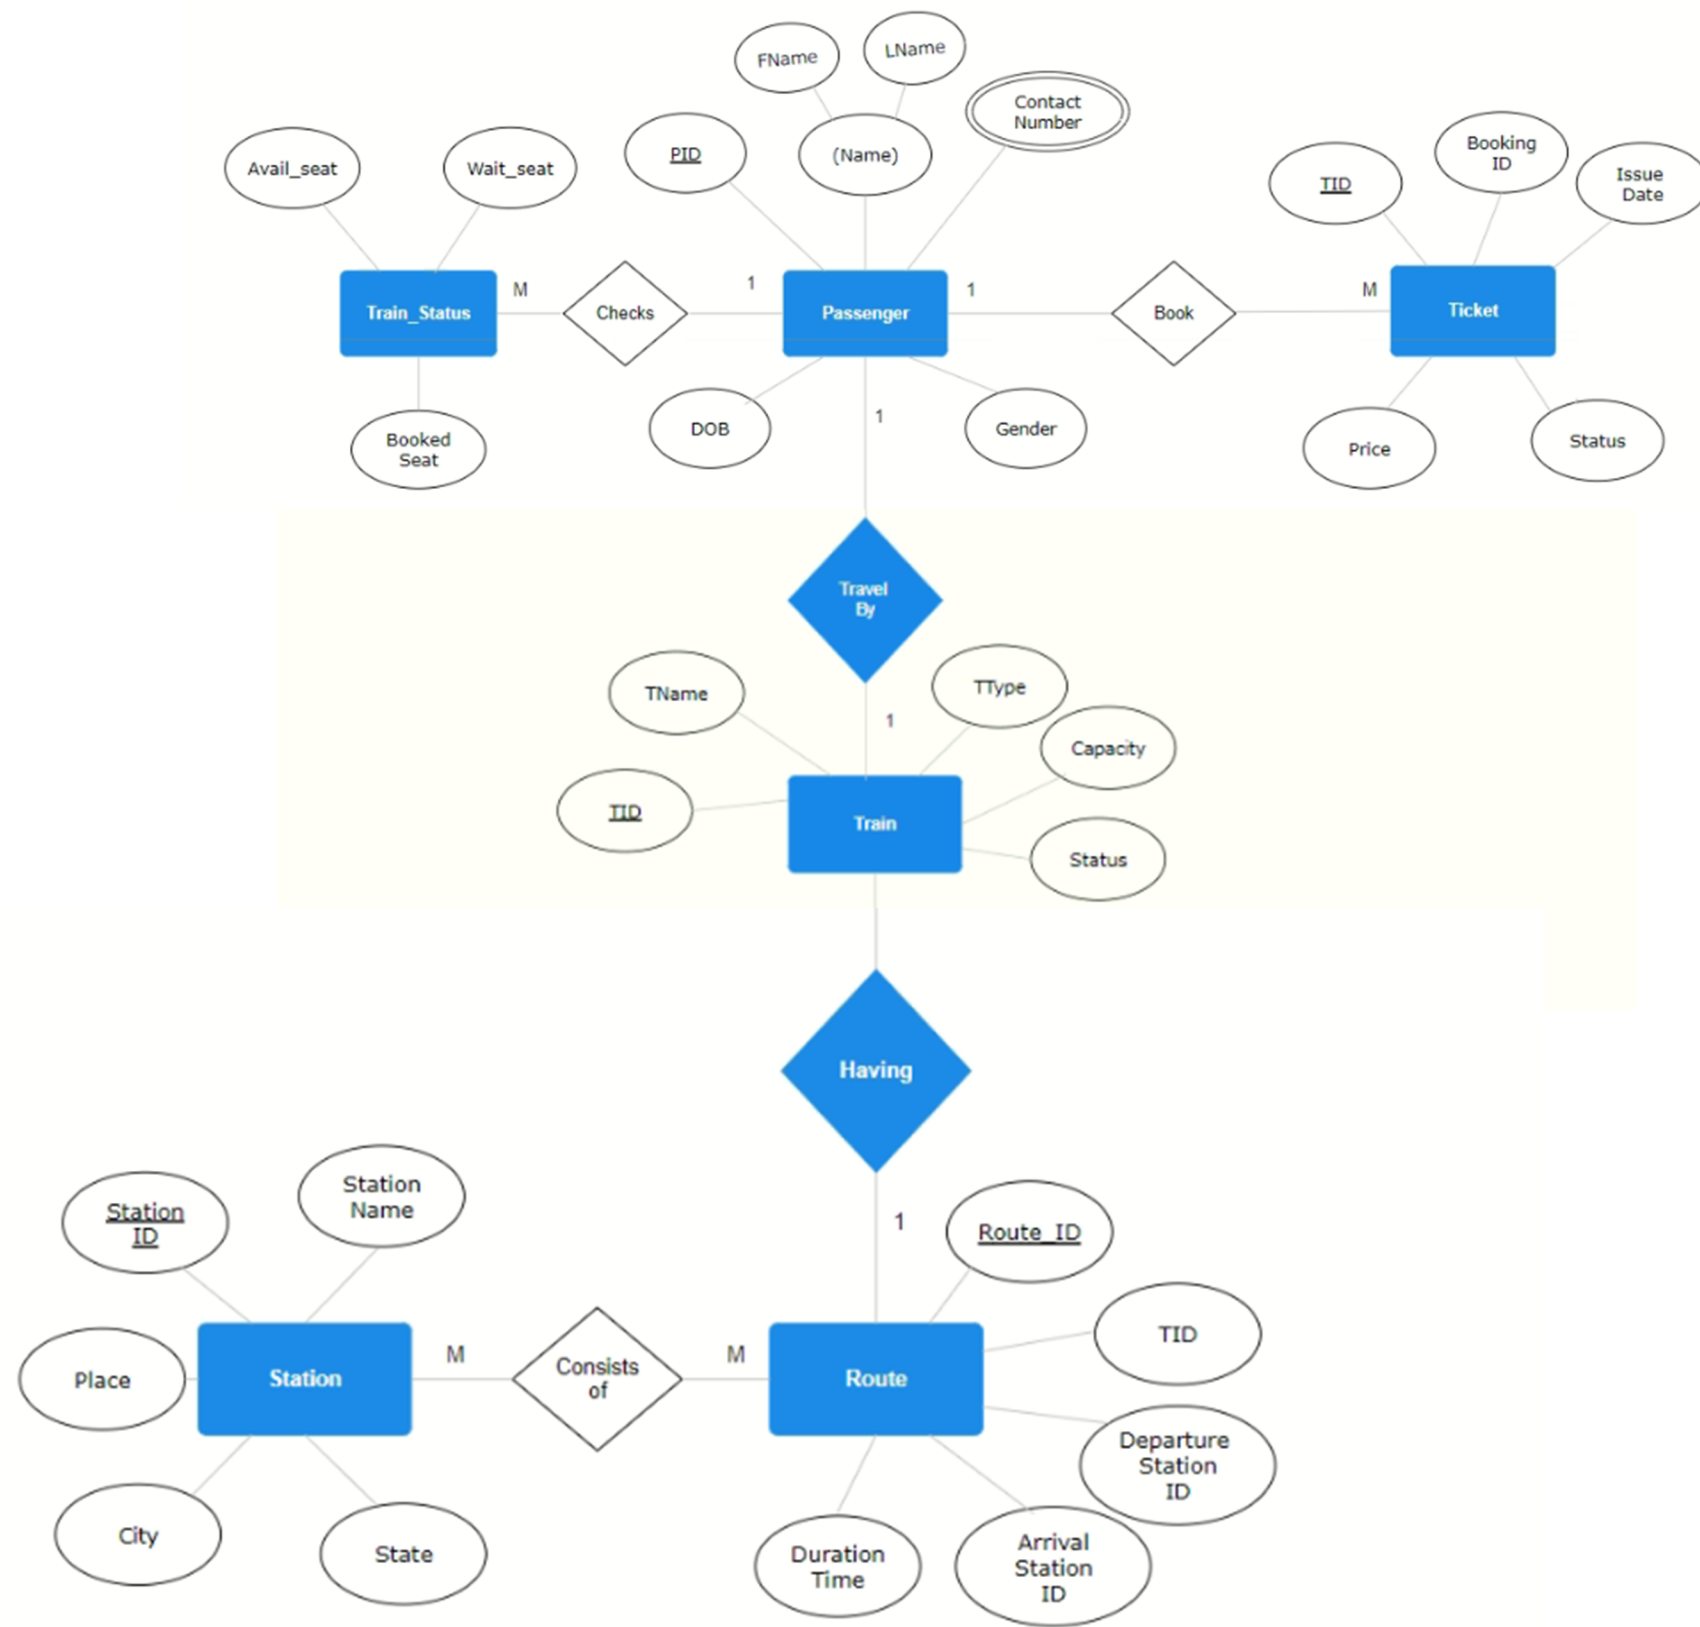 FName
LName
Contact
Number
PID
(Name)
Avail_seat
Wait_seat
TID
Booking
ID
Issue
Date
Train_Status
M
Checks
1
Passenger
1
Book
M
Ticket
Booked
Seat
DOB
1
Gender
Price
Status
Travel
By
TName
TType
1
Capacity
TID
Train
Status
Having
Station
ID
Station
Name
1
Route_ID
TID
Place
Station
M
Consists
of
M
Route
Departure
Station
ID
City
State
Duration
Time
Arrival
Station
ID